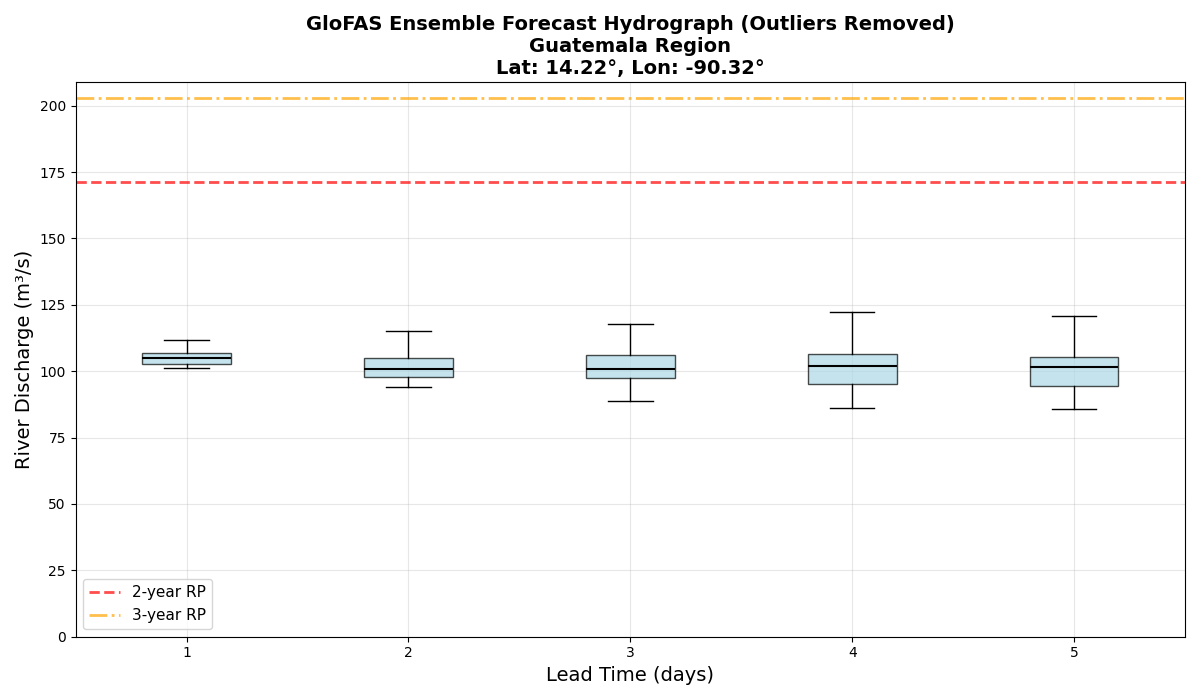 GloFAS Ensemble Forecast Hydrograph (Outliers Removed)
Guatemala Region
Lat: 14.22°, Lon: -90.32°
River Discharge (m³/s)
200
175
150
125
100
75
50
25
0
2-year RP
3-year RP
1 2 3 4 5
Lead Time (days)